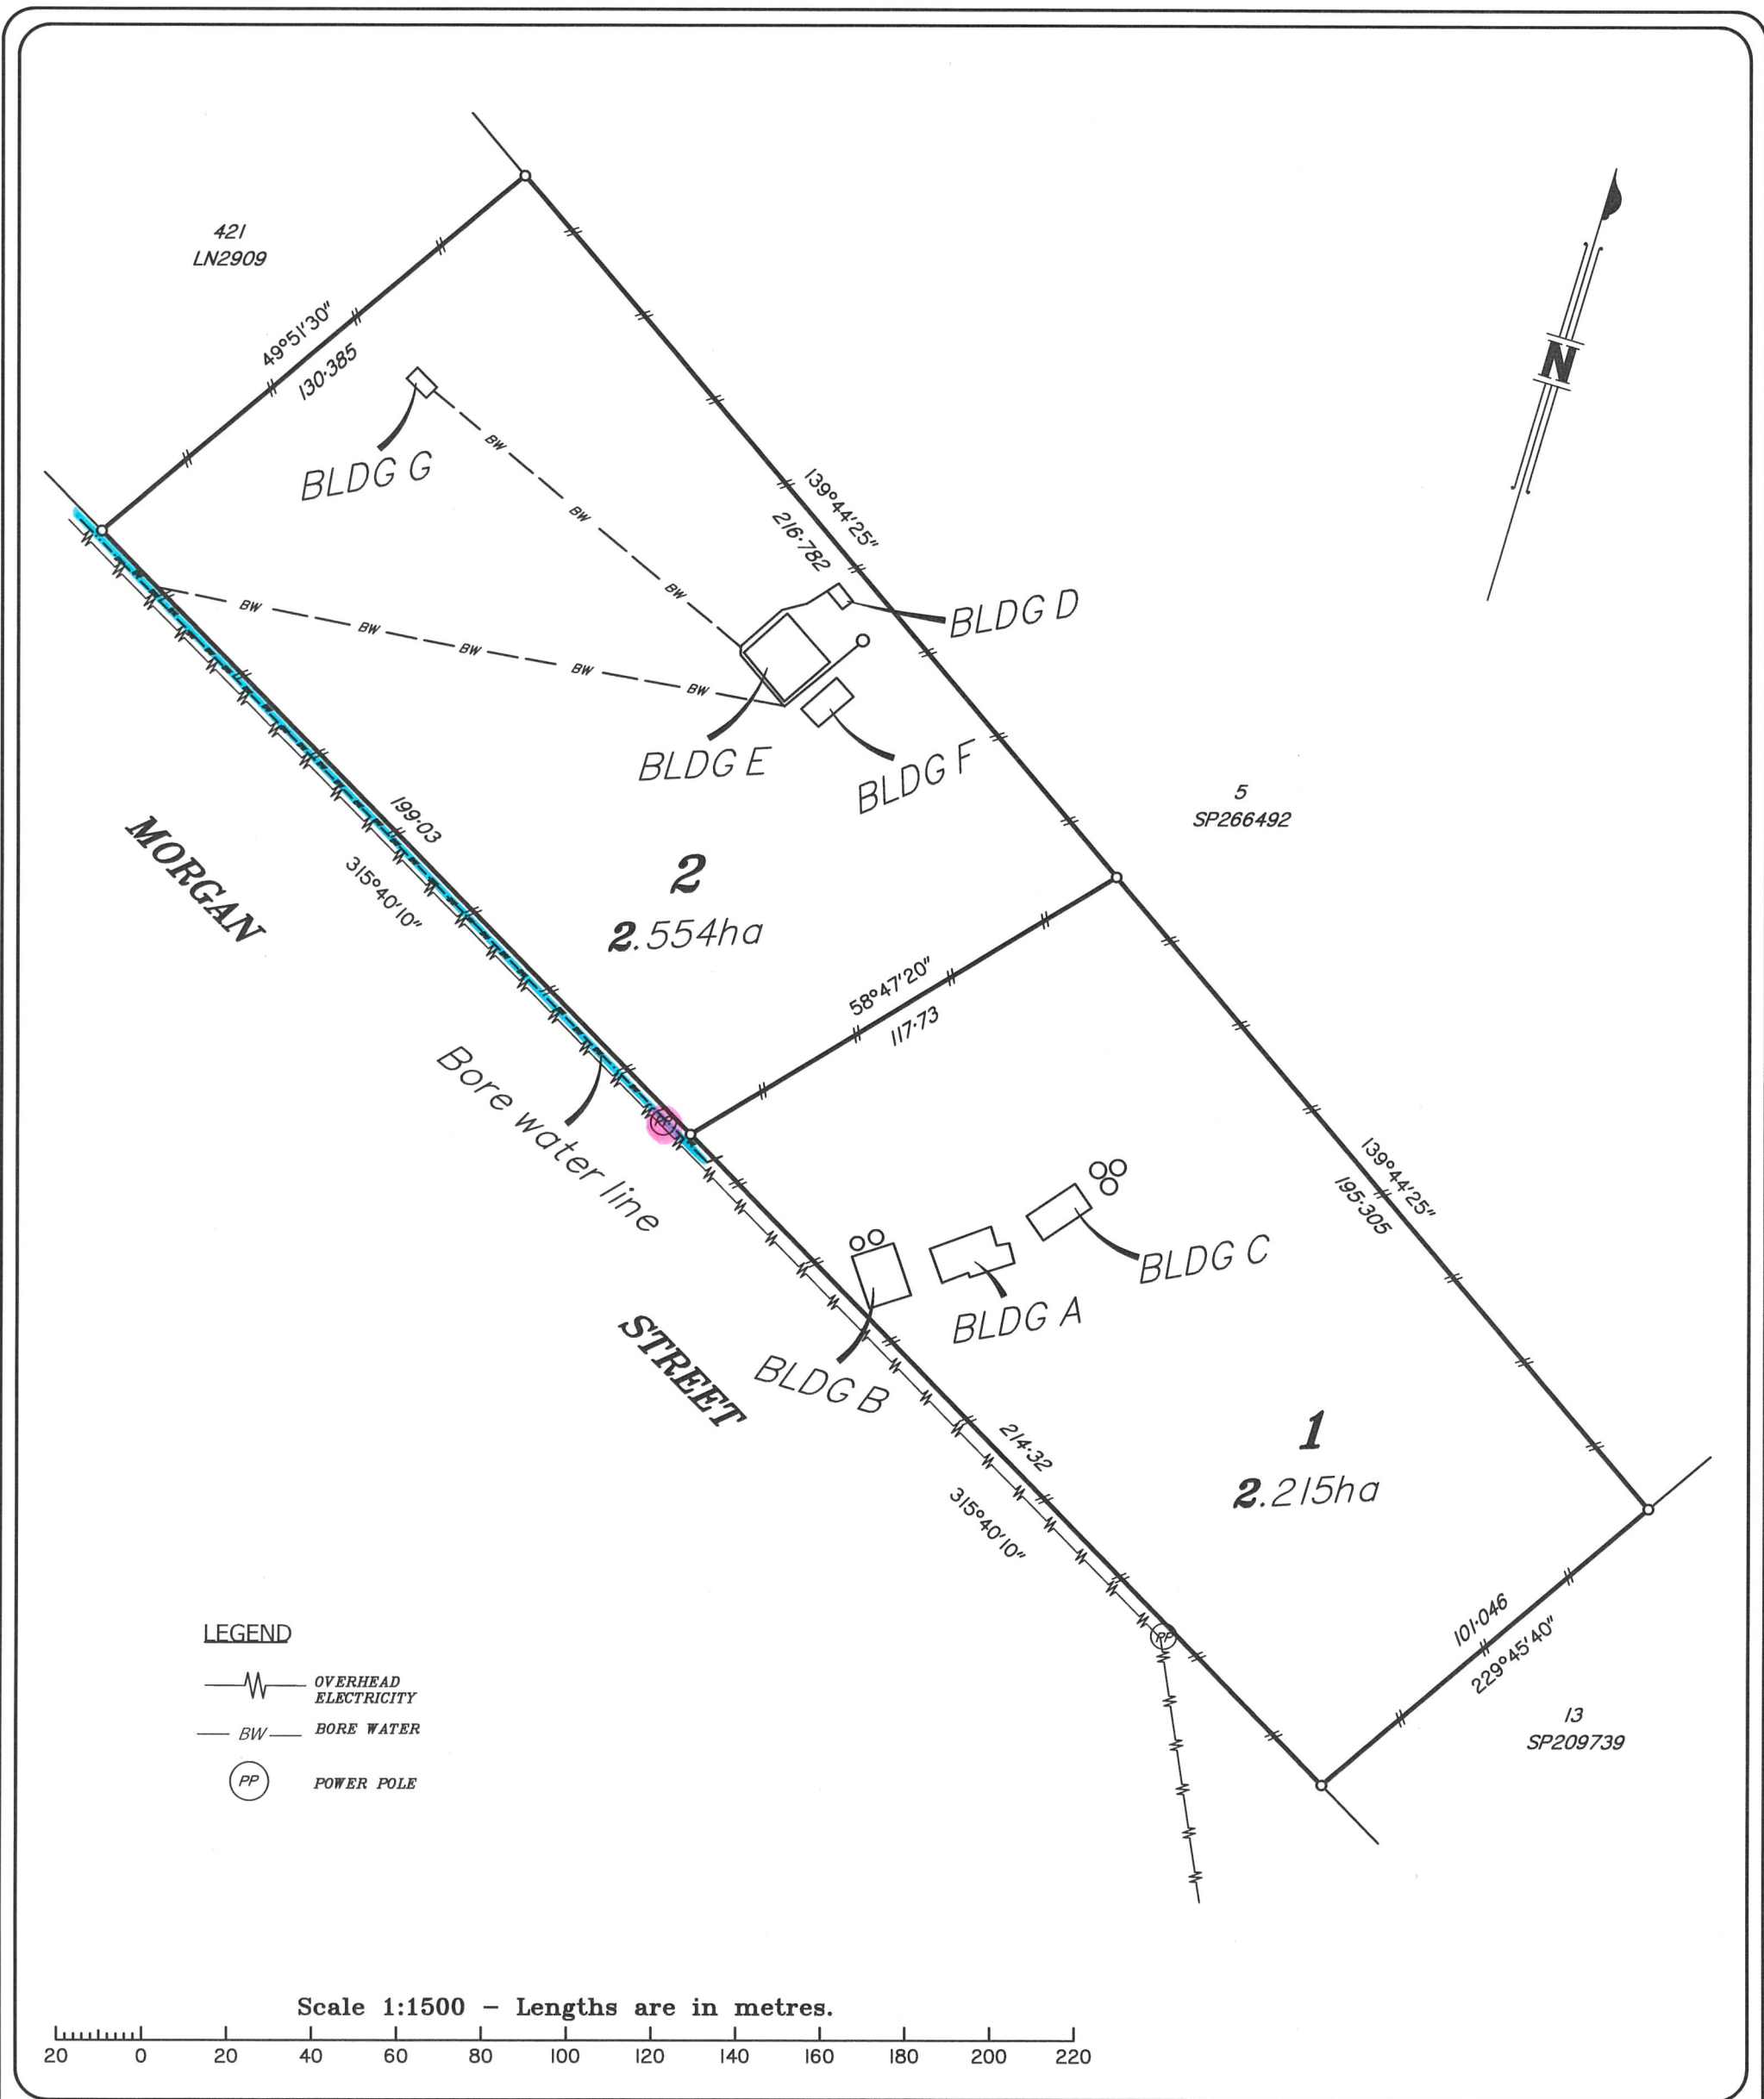 421
LN2909
49°51'30"
130·385
N
BLDG G
139°44'25"
216·782
BW
BW
BW
BLDG D
BW
BW
BW
BW
BW
BLDG E
BLDG F
5
SP266492
199·03
315°40'10"
MORGAN
2
2.554ha
58°47'20"
117·73
Bore water line
PP
139°44'25"
195·305
BLDG C
BLDG A
BLDG B
STREET
214·32
315°40'10"
1
2.215ha
PP
101·046
229°45'40"
13
SP209739
LEGEND
OVERHEAD
ELECTRICITY
BW BORE WATER
PP POWER POLE
Scale 1:1500 – Lengths are in metres.
20 0 20 40 60 80 100 120 140 160 180 200 220